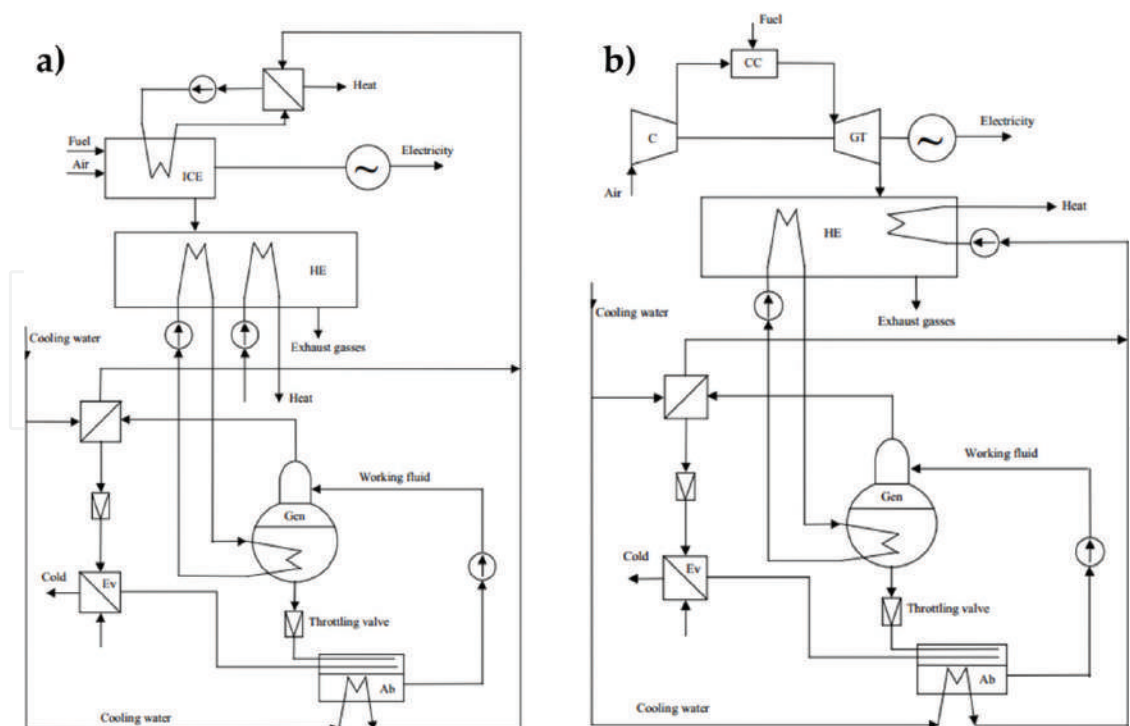 a)
Heat
Fuel
Air
ICE
Electricity
HE
Cooling water
Exhaust gasses
Heat
Working fluid
Gen
Cold
Ev
Throttling valve
Ab
Cooling water
b)
Fuel
CC
C
GT
Electricity
Air
HE
Heat
Cooling water
Exhaust gasses
Working fluid
Gen
Cold
Ev
Throttling valve
Ab
Cooling water